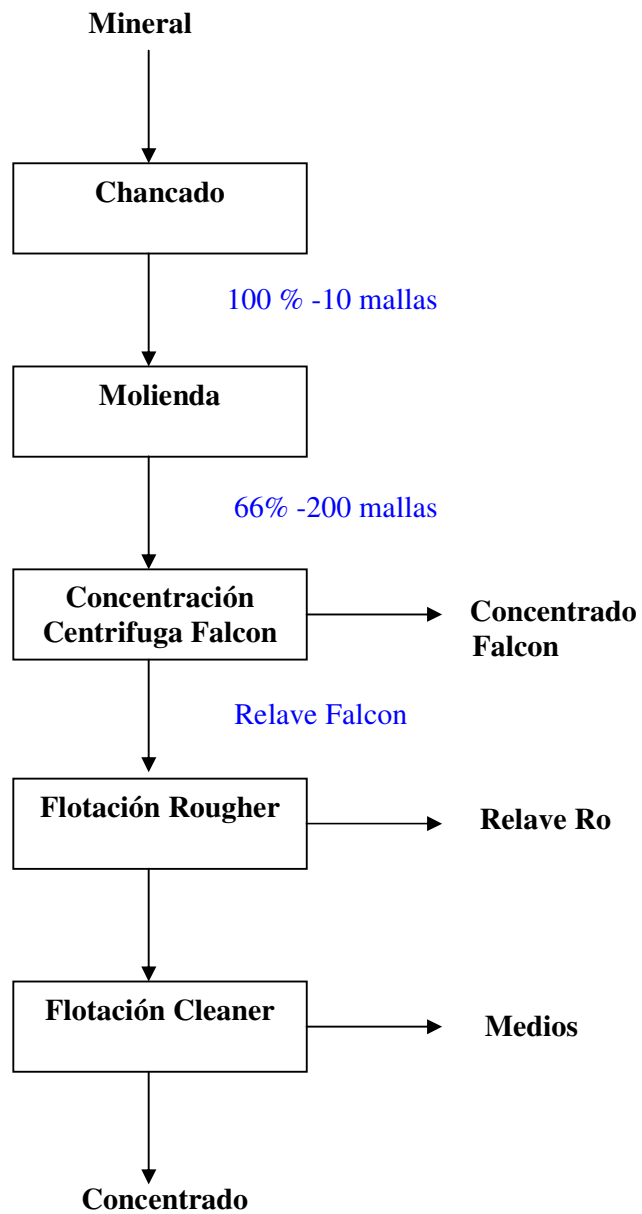 Mineral
Chancado
100 % -10 mallas
Molienda
66% -200 mallas
Concentración
Centrifuga Falcon
Concentrado
Falcon
Relave Falcon
Flotación Rougher
Relave Ro
Flotación Cleaner
Medios
Concentrado